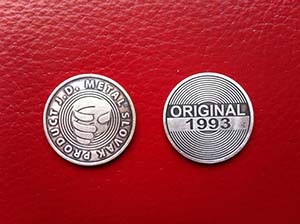 J.D. METAL SLOVAK PRODUCT
ORIGINAL
1993